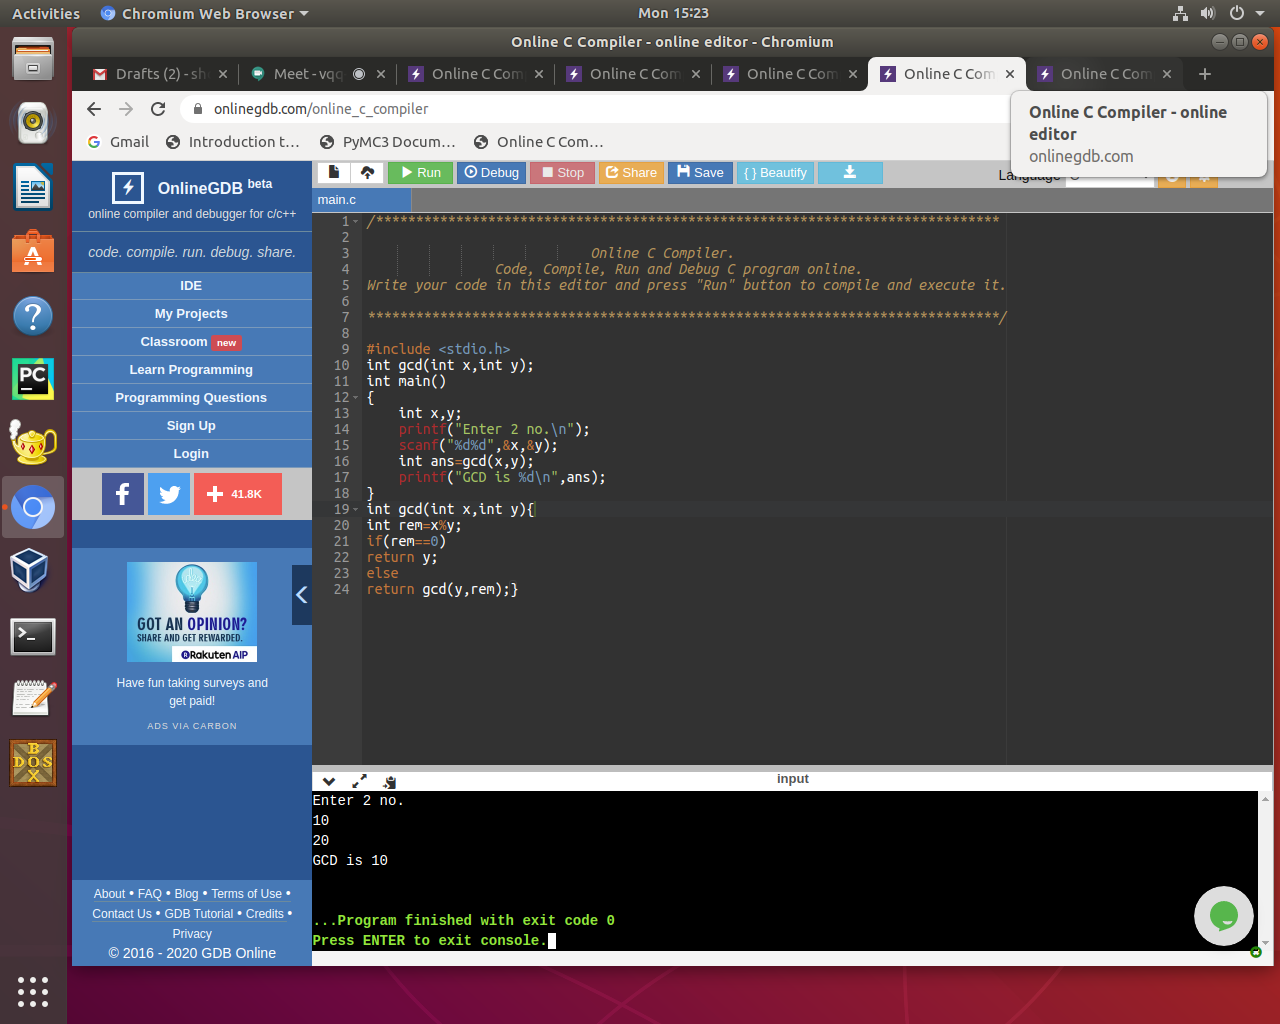 Activities
Chromium Web Browser
Mon 15:23
Online C Compiler - online editor - Chromium
Drafts (2) - sh
Meet - vqq
Online C Com
Online C Com
Online C Com
Online C Com
Online C Com
onlinegdb.com/online_c_compiler
Online C Compiler - online
editor
onlinegdb.com
Gmail
Introduction t…
PyMC3 Docum…
Online C Com…
OnlineGDB beta
online compiler and debugger for c/c++
code. compile. run. debug. share.
IDE
My Projects
Classroom new
Learn Programming
Programming Questions
Sign Up
Login
41.8K
GOT AN OPINION?
SHARE AND GET REWARDED.
Rakuten AIP
Have fun taking surveys and
get paid!
ADS VIA CARBON
About • FAQ • Blog • Terms of Use •
Contact Us • GDB Tutorial • Credits •
Privacy
© 2016 - 2020 GDB Online
Run
Debug
Stop
Share
Save
{ } Beautify
Language
main.c
1 /******************************************************************************
2
3 Online C Compiler.
4 Code, Compile, Run and Debug C program online.
5 Write your code in this editor and press "Run" button to compile and execute it.
6
7 *******************************************************************************/
8
9 #include <stdio.h>
10 int gcd(int x,int y);
11 int main()
12 {
13 int x,y;
14 printf("Enter 2 no.\n");
15 scanf("%d%d",&x,&y);
16 int ans=gcd(x,y);
17 printf("GCD is %d\n",ans);
18 }
19 int gcd(int x,int y){
20 int rem=x%y;
21 if(rem==0)
22 return y;
23 else
24 return gcd(y,rem);}
input
Enter 2 no.
10
20
GCD is 10
...Program finished with exit code 0
Press ENTER to exit console.
PC
BOX
DOS